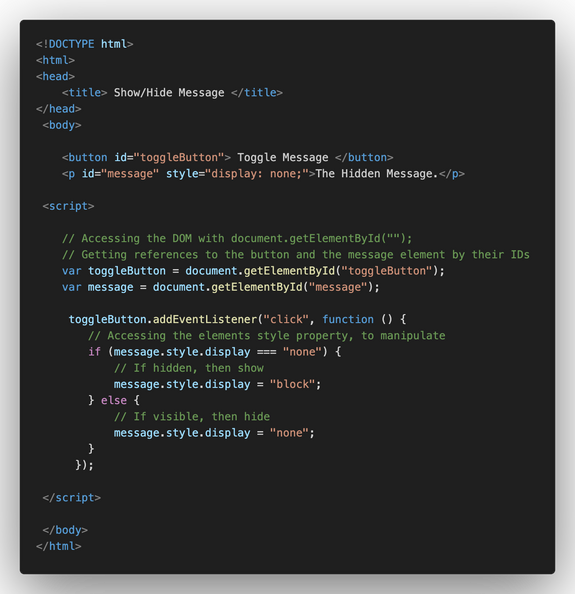 <!DOCTYPE html>
<html>
<head>
    <title> Show/Hide Message </title>
</head>
 <body>

    <button id="toggleButton"> Toggle Message </button>
    <p id="message" style="display: none;">The Hidden Message.</p>

 <script>

    // Accessing the DOM with document.getElementById("");
    // Getting references to the button and the message element by their IDs
    var toggleButton = document.getElementById("toggleButton");
    var message = document.getElementById("message");

     toggleButton.addEventListener("click", function () {
        // Accessing the elements style property, to manipulate
        if (message.style.display === "none") {
            // If hidden, then show
            message.style.display = "block";
        } else {
            // If visible, then hide
            message.style.display = "none";
        }
      });

 </script>

 </body>
</html>